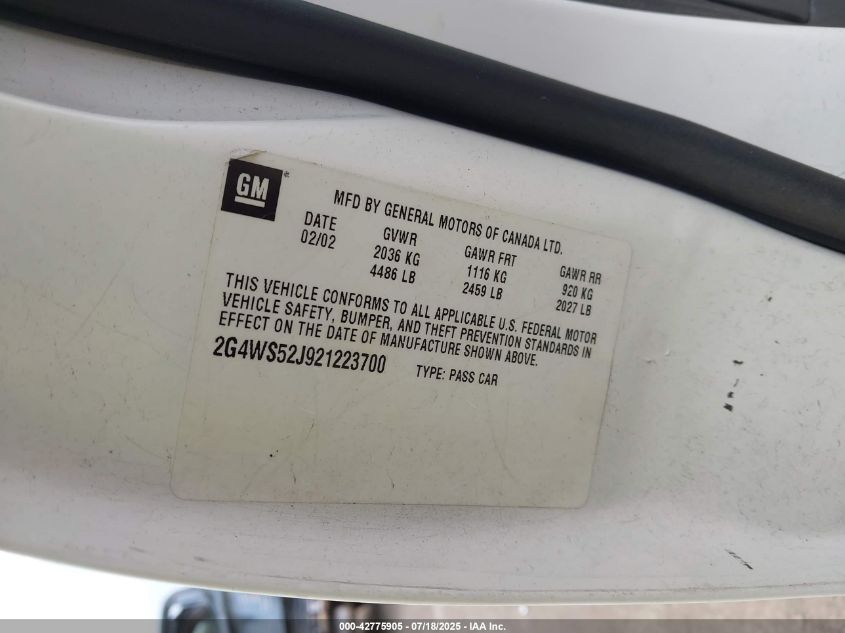 GM
MFD BY GENERAL MOTORS OF CANADA LTD.
DATE GVWR GAWR FRT GAWR RR
02/02 2036 KG 1116 KG 920 KG
4486 LB 2459 LB 2027 LB
THIS VEHICLE CONFORMS TO ALL APPLICABLE U.S. FEDERAL MOTOR
VEHICLE SAFETY, BUMPER, AND THEFT PREVENTION STANDARDS IN
EFFECT ON THE DATE OF MANUFACTURE SHOWN ABOVE.
2G4WS52J921223700 TYPE: PASS CAR
000-42775905 - 07/18/2025 - IAA Inc.